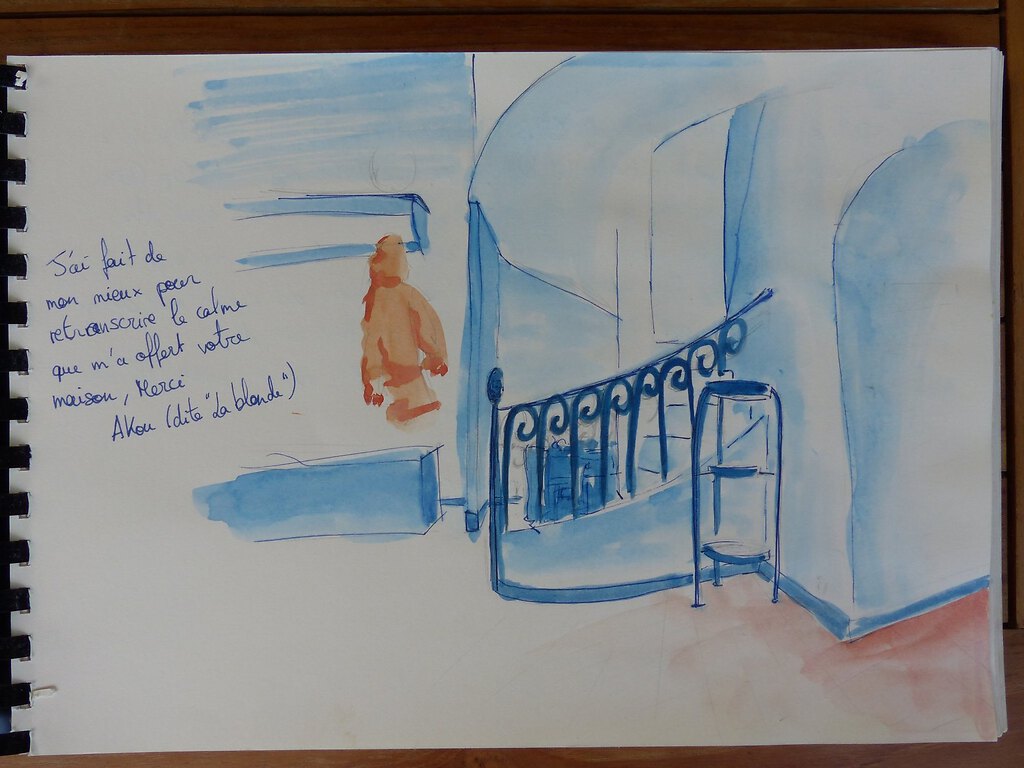 J'ai fait de
mon mieux pour
retranscrire le calme
que m'a offert votre
maison, Merci
Akou (dite "La blonde")